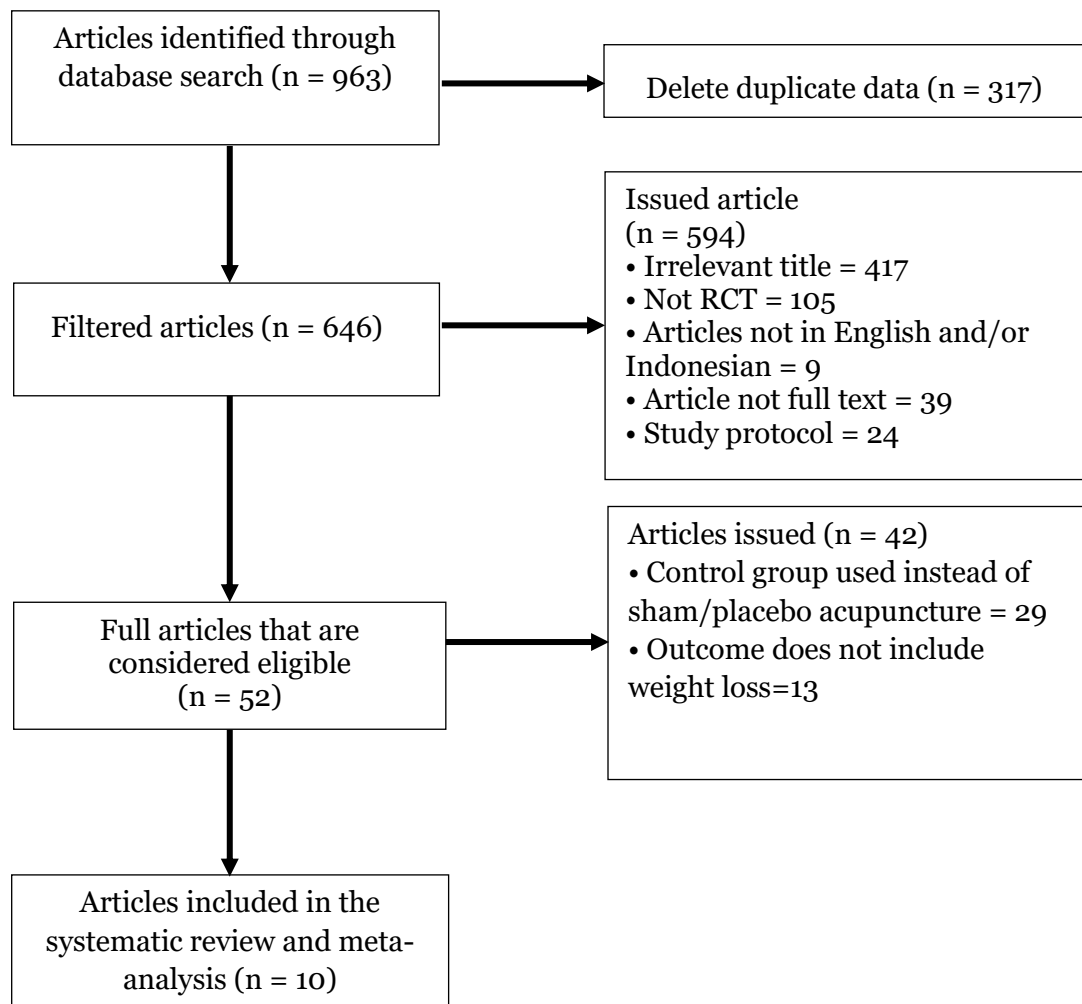 Articles identified through
database search (n = 963)
Delete duplicate data (n = 317)
Issued article
(n = 594)
• Irrelevant title = 417
• Not RCT = 105
• Articles not in English and/or
Indonesian = 9
• Article not full text = 39
• Study protocol = 24
Filtered articles (n = 646)
Articles issued (n = 42)
• Control group used instead of
sham/placebo acupuncture = 29
• Outcome does not include
weight loss=13
Full articles that are
considered eligible
(n = 52)
Articles included in the
systematic review and meta-
analysis (n = 10)